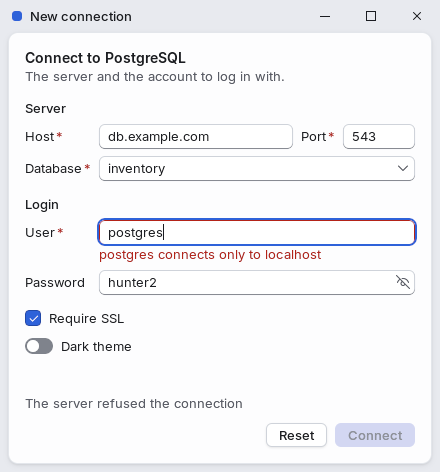 New connection
Connect to PostgreSQL
The server and the account to log in with.
Server
Host* db.example.com Port* 543
Database* inventory
Login
User* postgres
postgres connects only to localhost
Password hunter2
Require SSL
Dark theme
The server refused the connection
Reset Connect